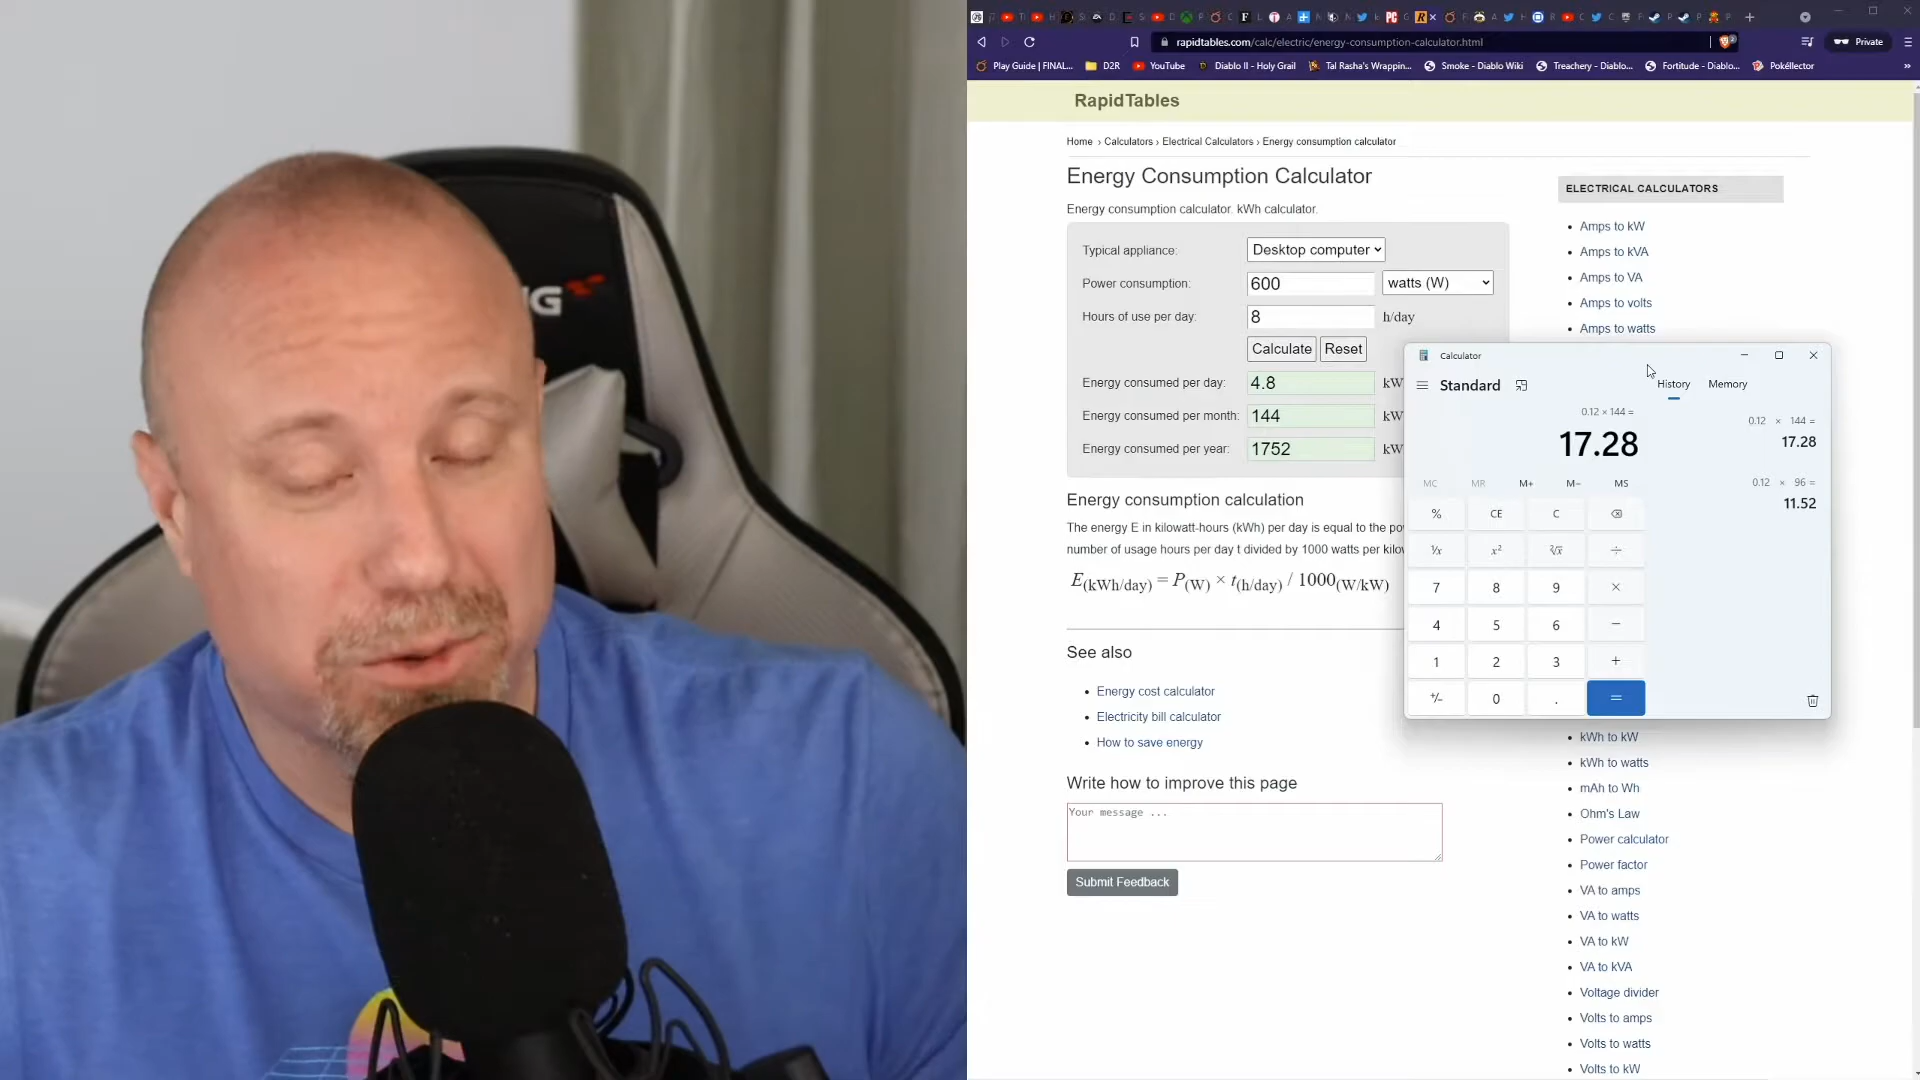 rapidtables.com/calc/electric/energy-consumption-calculator.html
Private
Play Guide | FINAL...
D2R
YouTube
Diablo II - Holy Grail
Tal Rasha's Wrappin...
Smoke - Diablo Wiki
Treachery - Diablo...
Fortitude - Diablo...
Pokéllector
RapidTables
Home › Calculators › Electrical Calculators › Energy consumption calculator
Energy Consumption Calculator
Energy consumption calculator. kWh calculator.
Typical appliance:
Desktop computer
Power consumption:
600
watts (W)
Hours of use per day:
8
h/day
Calculate
Reset
Energy consumed per day:
4.8
kW
Energy consumed per month:
144
kW
Energy consumed per year:
1752
kW
Energy consumption calculation
The energy E in kilowatt-hours (kWh) per day is equal to the po
number of usage hours per day t divided by 1000 watts per kilo
E(kWh/day) = P(W) × t(h/day) / 1000(W/kW)
See also
Energy cost calculator
Electricity bill calculator
How to save energy
Write how to improve this page
Your message ...
Submit Feedback
ELECTRICAL CALCULATORS
Amps to kW
Amps to kVA
Amps to VA
Amps to volts
Amps to watts
Calculator
Standard
History
Memory
0.12 × 144 =
17.28
0.12 × 144 =
17.28
0.12 × 96 =
11.52
MC
MR
M+
M−
MS
%
CE
C
⅟x
x²
²√x
÷
7
8
9
×
4
5
6
−
1
2
3
+
+/−
0
.
=
kWh to kW
kWh to watts
mAh to Wh
Ohm's Law
Power calculator
Power factor
VA to amps
VA to watts
VA to kW
VA to kVA
Voltage divider
Volts to amps
Volts to watts
Volts to kW
G